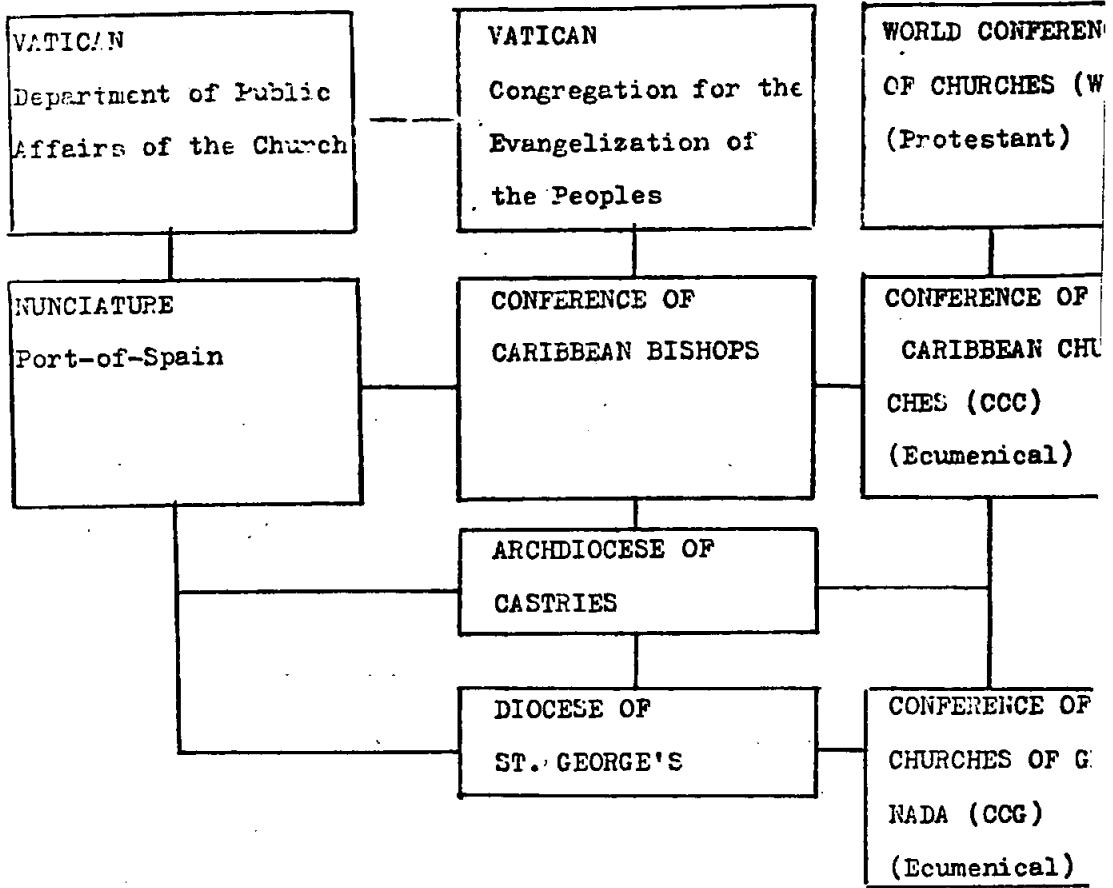 VATICAN
Department of Public
Affairs of the Church
VATICAN
Congregation for the
Evangelization of
the Peoples
WORLD CONFEREN
OF CHURCHES (W
(Protestant)
NUNCIATURE
Port-of-Spain
CONFERENCE OF
CARIBBEAN BISHOPS
CONFERENCE OF
CARIBBEAN CHU
CHES (CCC)
(Ecumenical)
ARCHDIOCESE OF
CASTRIES
DIOCESE OF
ST. GEORGE'S
CONFERENCE OF
CHURCHES OF G
NADA (CCG)
(Ecumenical)